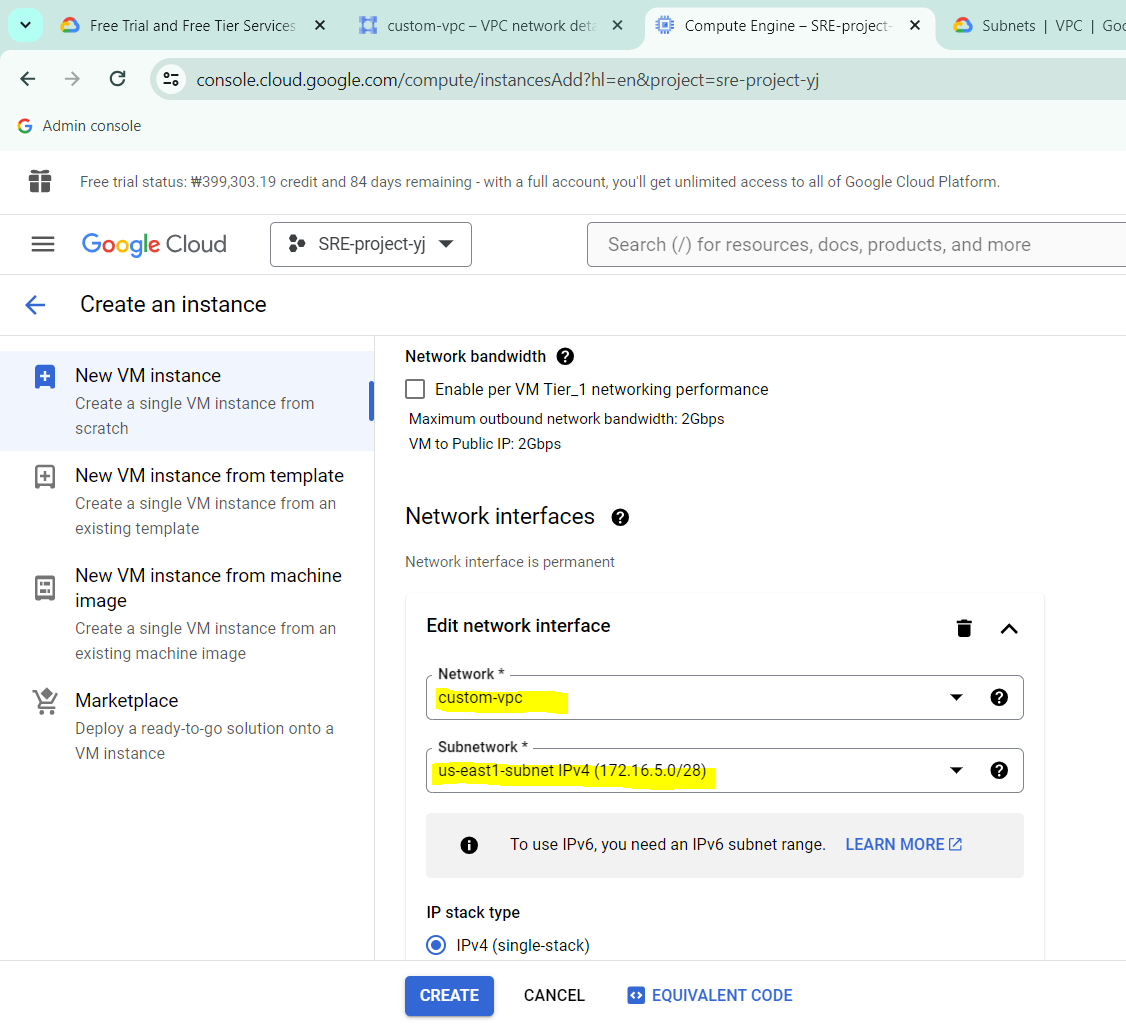 Free Trial and Free Tier Services
custom-vpc – VPC network deta
Compute Engine – SRE-project-
Subnets | VPC | Goo
console.cloud.google.com/compute/instancesAdd?hl=en&project=sre-project-yj
Admin console
Free trial status: ₩399,303.19 credit and 84 days remaining - with a full account, you'll get unlimited access to all of Google Cloud Platform.
Google Cloud
SRE-project-yj
Search (/) for resources, docs, products, and more
Create an instance
New VM instance
Create a single VM instance from
scratch
New VM instance from template
Create a single VM instance from an
existing template
New VM instance from machine
image
Create a single VM instance from an
existing machine image
Marketplace
Deploy a ready-to-go solution onto a
VM instance
Network bandwidth
Enable per VM Tier_1 networking performance
Maximum outbound network bandwidth: 2Gbps
VM to Public IP: 2Gbps
Network interfaces
Network interface is permanent
Edit network interface
Network *
custom-vpc
Subnetwork *
us-east1-subnet IPv4 (172.16.5.0/28)
To use IPv6, you need an IPv6 subnet range. LEARN MORE
IP stack type
IPv4 (single-stack)
CREATE
CANCEL
EQUIVALENT CODE